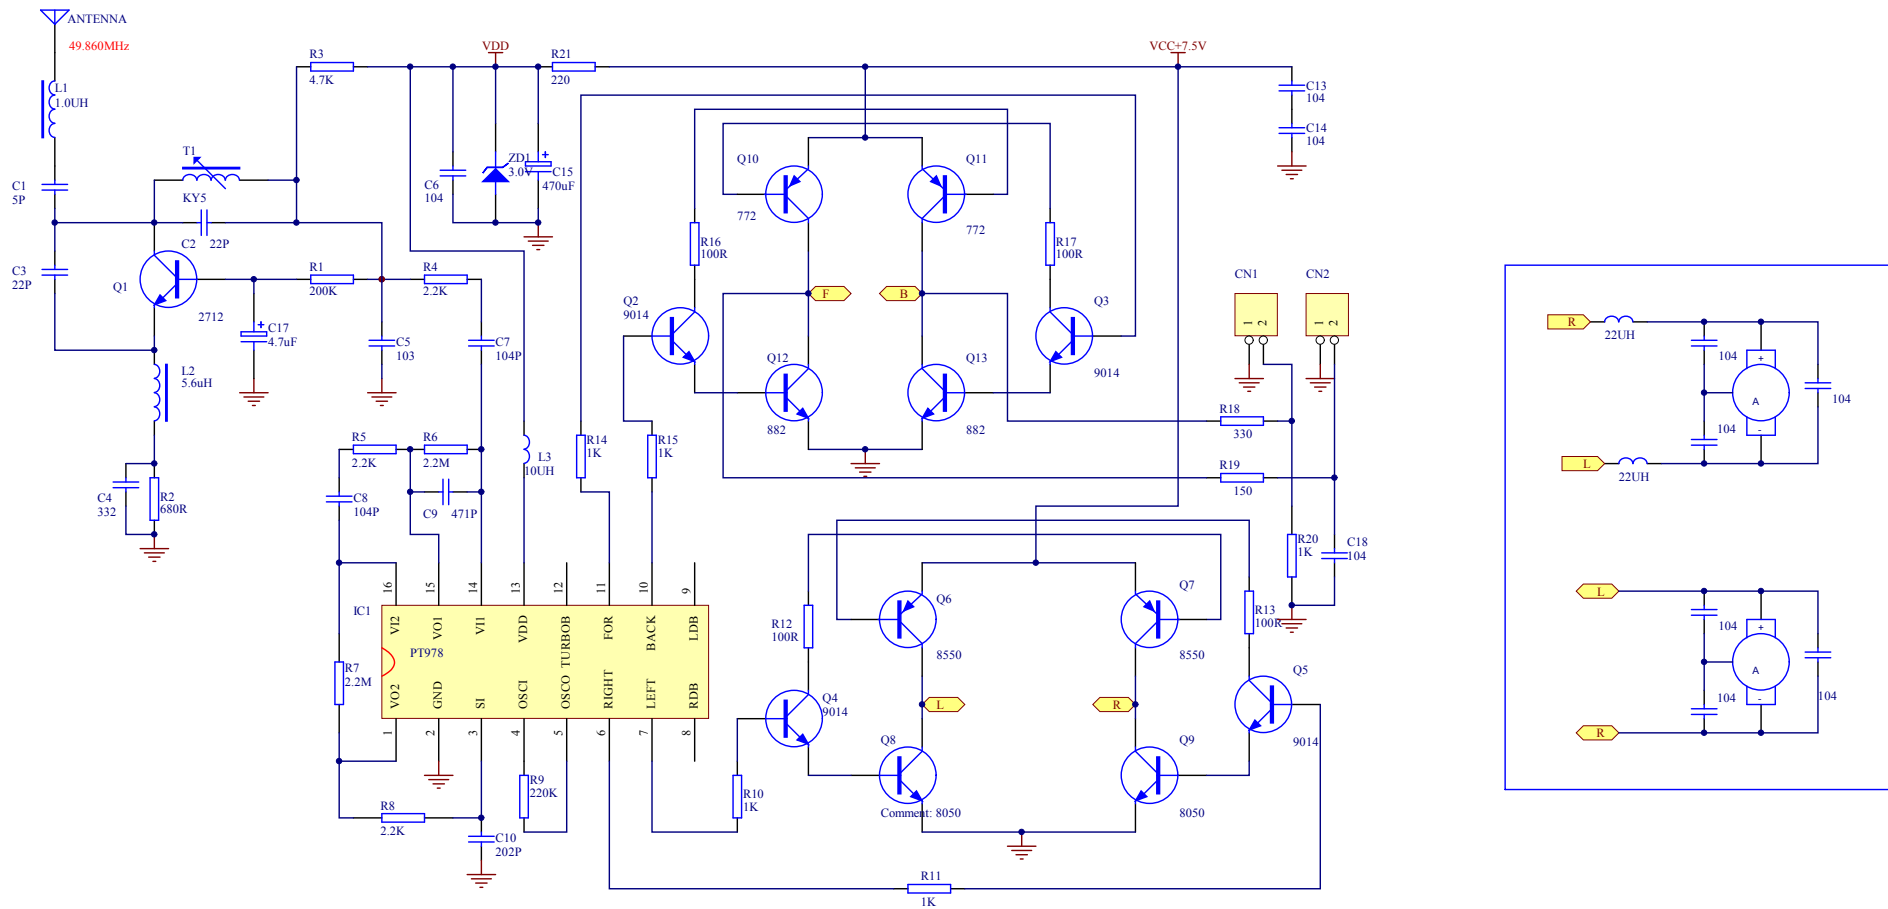 ANTENNA
49.860MHz
L1
1.0UH
C1
5P
C3
22P
T1
KY5
C2
22P
Q1
2712
L2
5.6uH
C4
332
R2
680R
R3
4.7K
VDD
R21
220
C6
104
ZD1
3.0V
C15
470uF
R1
200K
R4
2.2K
C17
4.7uF
C5
103
C7
104P
R5
2.2K
R6
2.2M
C8
104P
C9
471P
L3
10UH
R14
1K
R15
1K
VCC+7.5V
C13
104
C14
104
Q10
772
Q11
772
R16
100R
R17
100R
Q2
9014
F
B
Q3
9014
Q12
882
Q13
882
CN1
1
2
CN2
1
2
R18
330
R19
150
R20
1K
C18
104
IC1
PT978
16
15
14
13
12
11
10
9
VI2
VO1
VI1
VDD
TURBOB
FOR
BACK
LDB
VO2
GND
SI
OSCI
OSCO
RIGHT
LEFT
RDB
1
2
3
4
5
6
7
8
R7
2.2M
R8
2.2K
C10
202P
R9
220K
R10
1K
R11
1K
R12
100R
R13
100R
Q4
9014
Q5
9014
Q6
8550
Q7
8550
L
R
Q8
Comment: 8050
Q9
8050
R
22UH
104
+
A
-
104
104
L
22UH
L
104
+
A
-
104
104
R